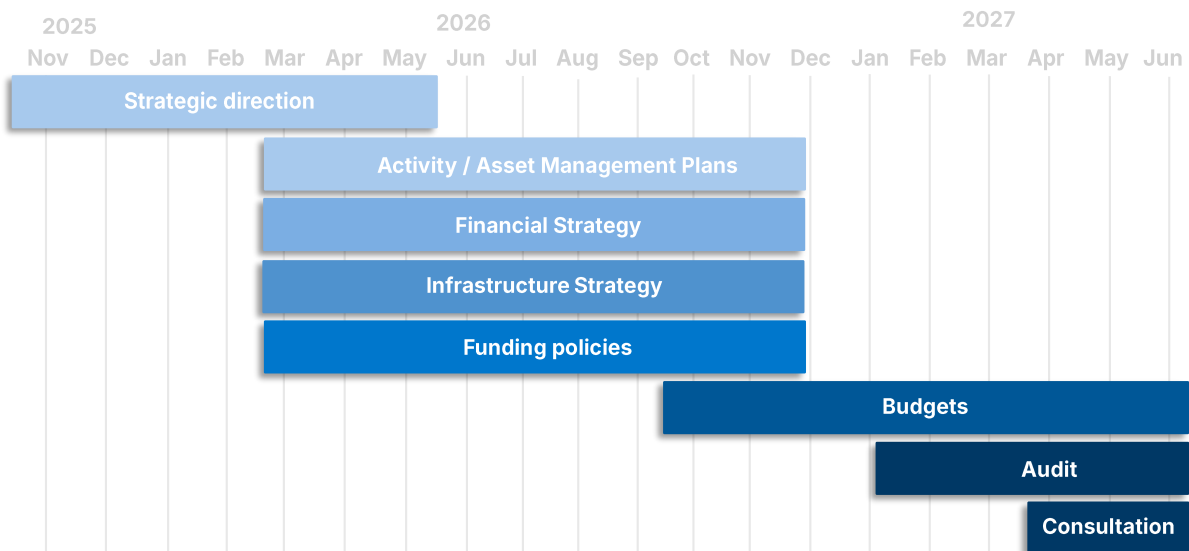 2025 2026 2027
Nov Dec Jan Feb Mar Apr May Jun Jul Aug Sep Oct Nov Dec Jan Feb Mar Apr May Jun
Strategic direction
Activity / Asset Management Plans
Financial Strategy
Infrastructure Strategy
Funding policies
Budgets
Audit
Consultation